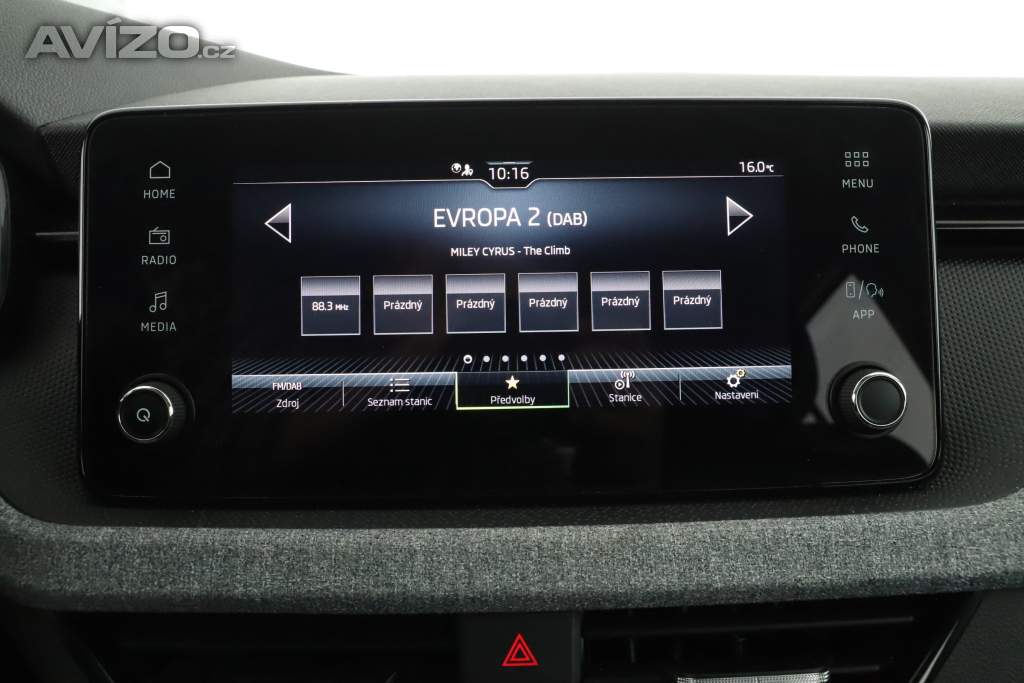 AVÍZO.cz
10:16
16.0°C
HOME
EVROPA 2 (DAB)
MENU
MILEY CYRUS - The Climb
RADIO
PHONE
88.3 MHz
Prázdný
Prázdný
Prázdný
Prázdný
Prázdný
MEDIA
APP
FM/DAB
Zdroj
Seznam stanic
Předvolby
Stanice
Nastavení